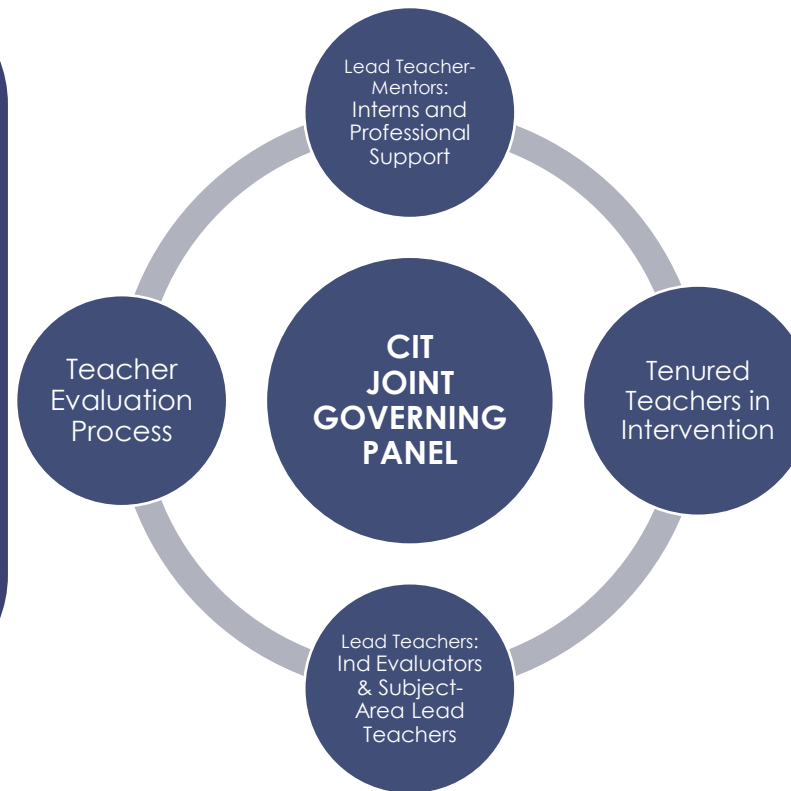 Lead Teacher-
Mentors:
Interns and
Professional
Support
Teacher
Evaluation
Process
CIT
JOINT
GOVERNING
PANEL
Tenured
Teachers in
Intervention
Lead Teachers:
Ind Evaluators
& Subject-
Area Lead
Teachers